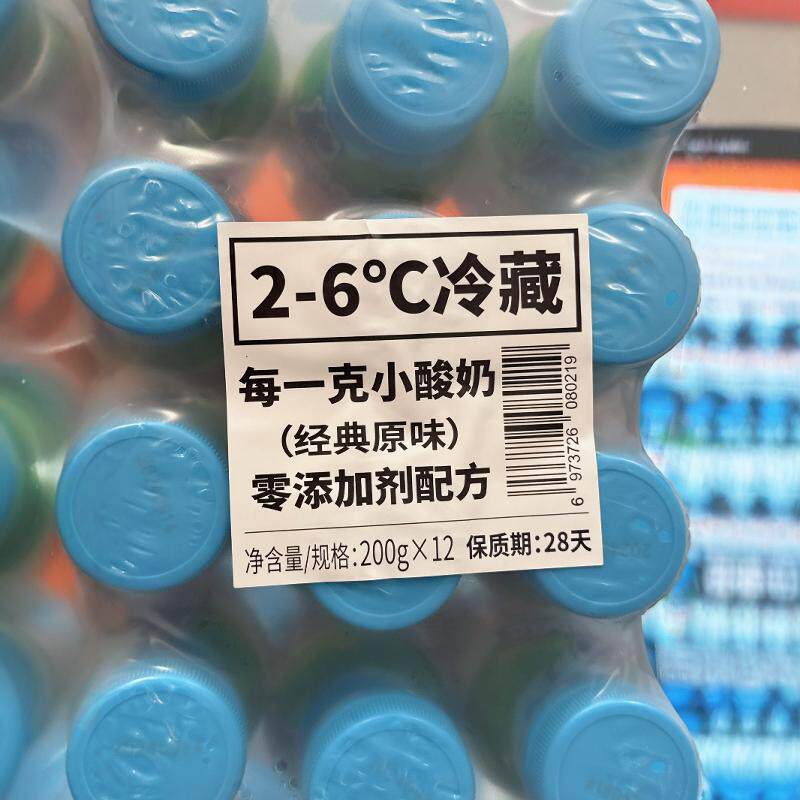 2-6℃冷藏
每一克小酸奶
（经典原味）
零添加剂配方
净含量/规格:200g×12 保质期:28天
6 973726 080219